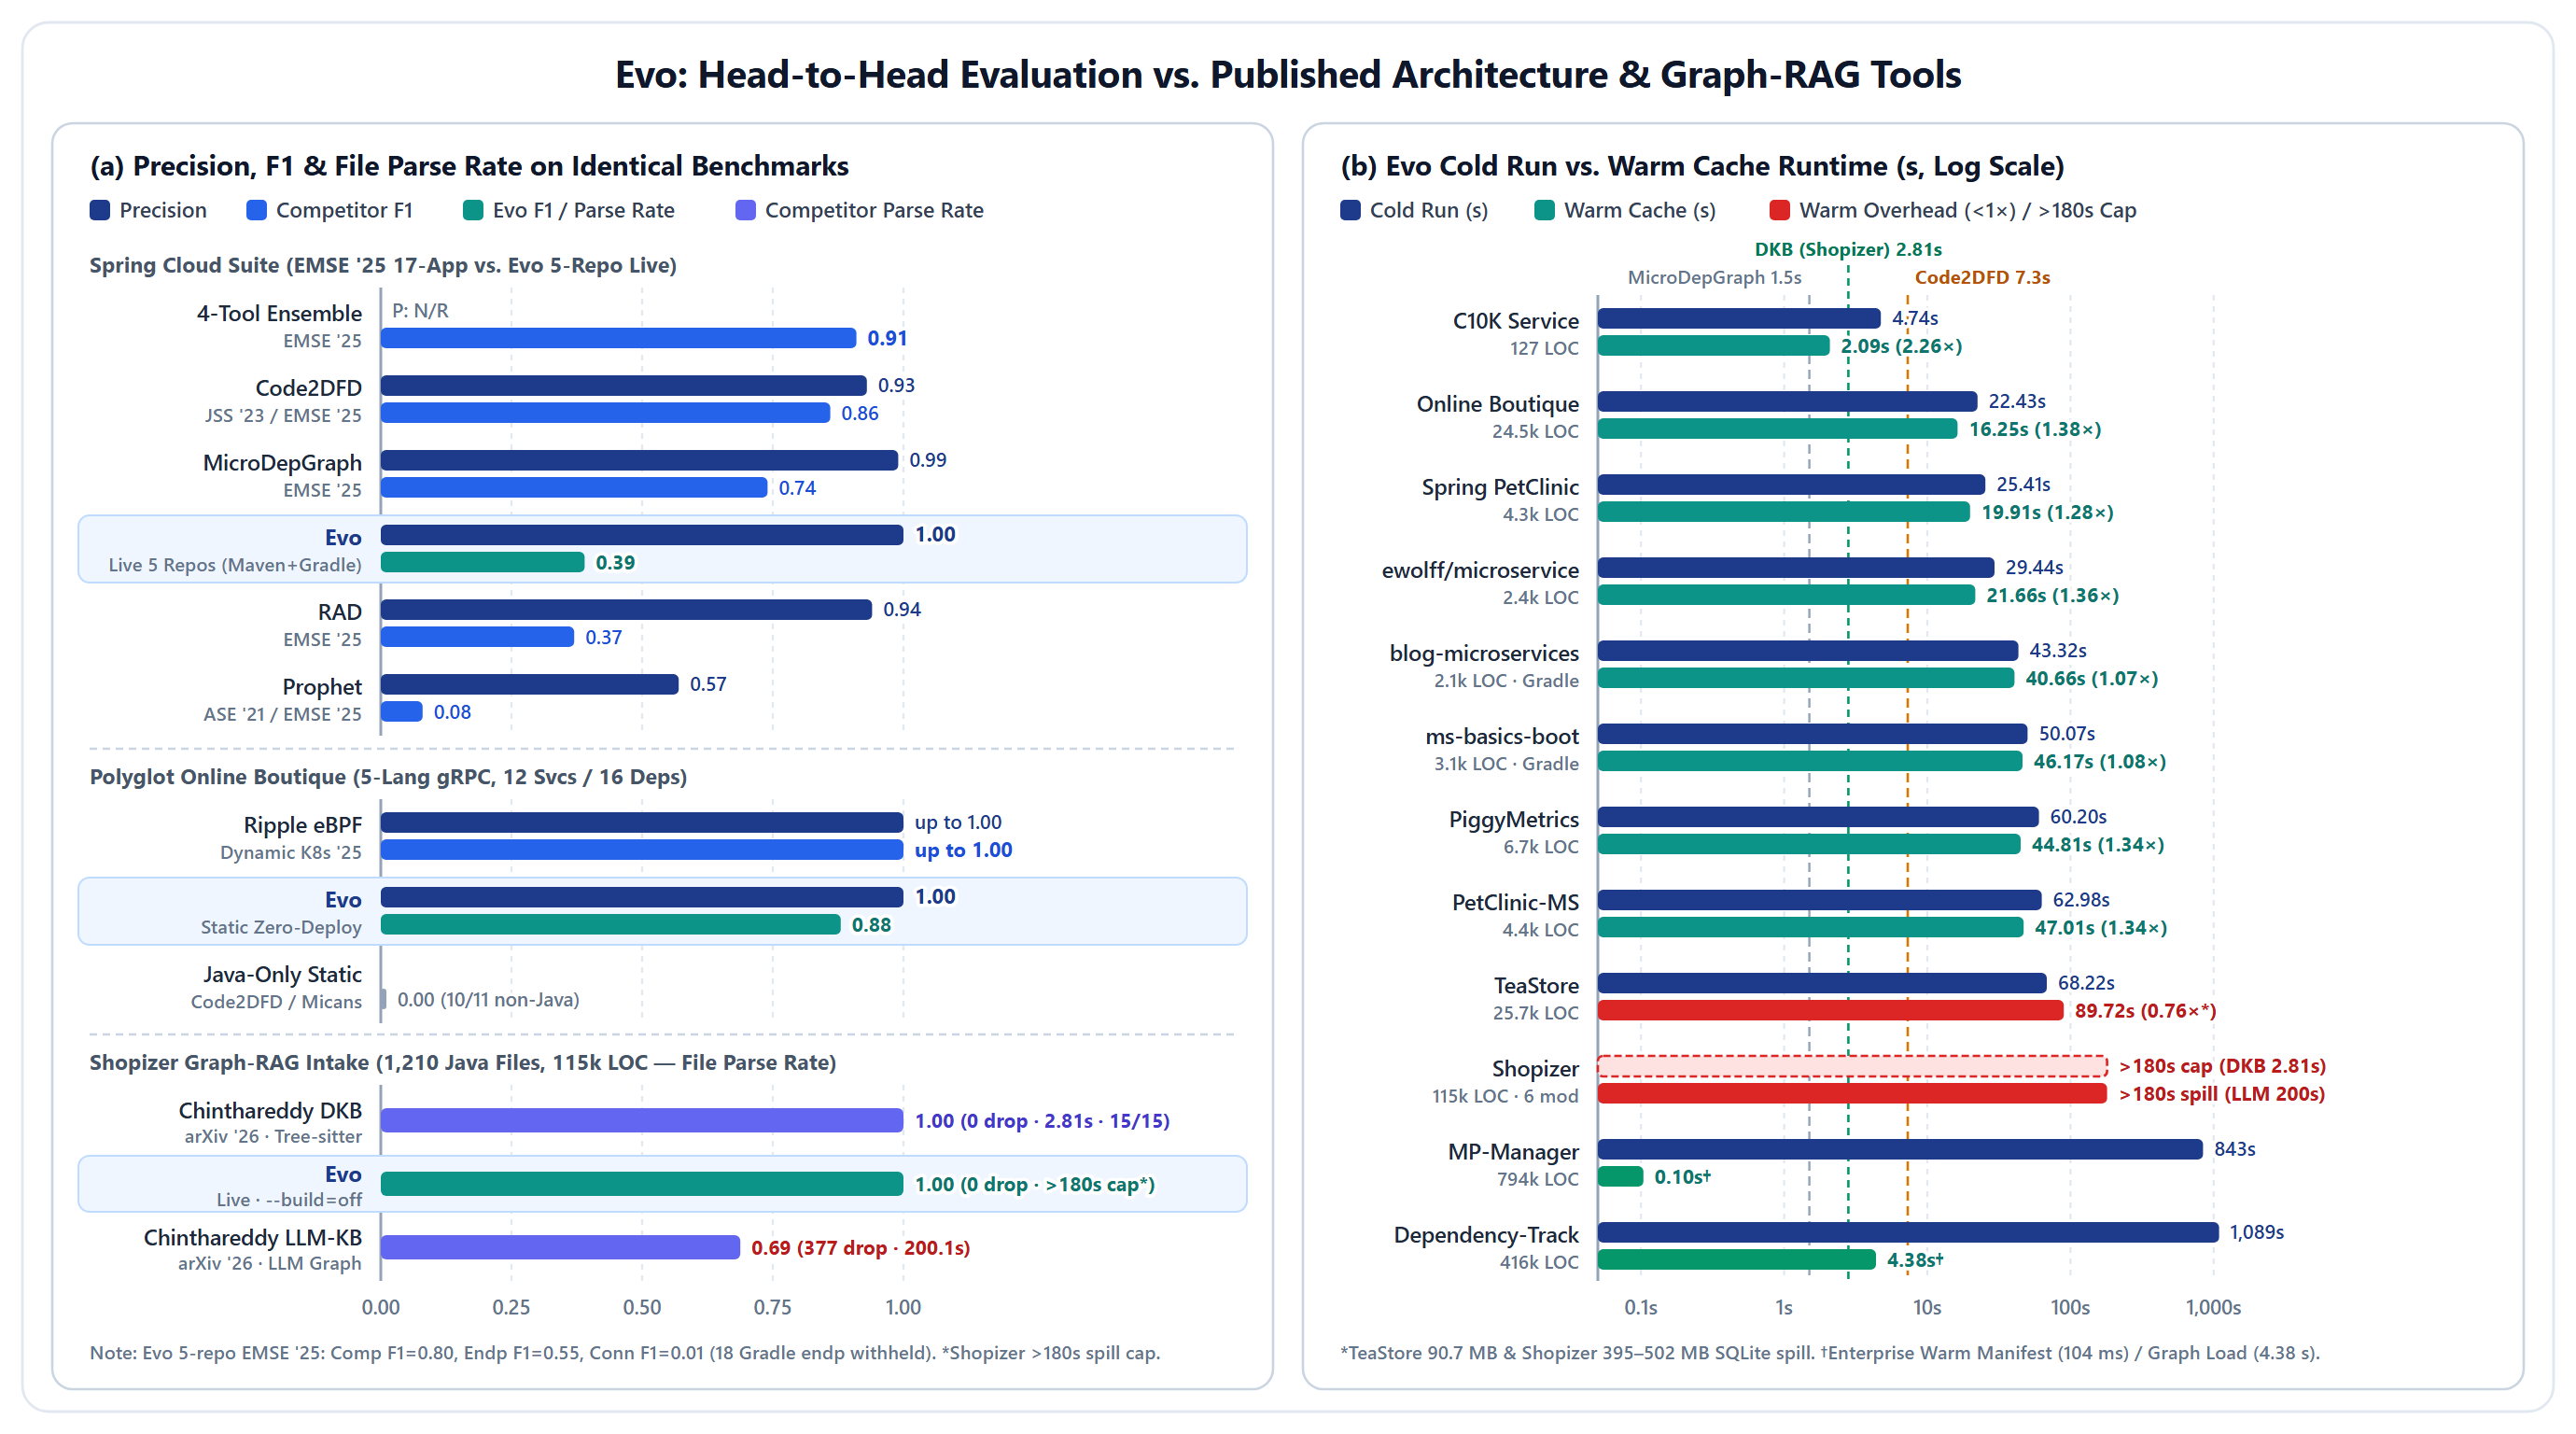 Evo: Head-to-Head Evaluation vs. Published Architecture & Graph-RAG Tools
(a) Precision, F1 & File Parse Rate on Identical Benchmarks
Precision
Competitor F1
Evo F1 / Parse Rate
Competitor Parse Rate
Spring Cloud Suite (EMSE '25 17-App vs. Evo 5-Repo Live)
4-Tool Ensemble
EMSE '25
P: N/R
0.91
Code2DFD
JSS '23 / EMSE '25
0.93
0.86
MicroDepGraph
EMSE '25
0.99
0.74
Evo
Live 5 Repos (Maven+Gradle)
1.00
0.39
RAD
EMSE '25
0.94
0.37
Prophet
ASE '21 / EMSE '25
0.57
0.08
Polyglot Online Boutique (5-Lang gRPC, 12 Svcs / 16 Deps)
Ripple eBPF
Dynamic K8s '25
up to 1.00
up to 1.00
Evo
Static Zero-Deploy
1.00
0.88
Java-Only Static
Code2DFD / Micans
0.00 (10/11 non-Java)
Shopizer Graph-RAG Intake (1,210 Java Files, 115k LOC — File Parse Rate)
Chinthareddy DKB
arXiv '26 · Tree-sitter
1.00 (0 drop · 2.81s · 15/15)
Evo
Live · --build=off
1.00 (0 drop · >180s cap*)
Chinthareddy LLM-KB
arXiv '26 · LLM Graph
0.69 (377 drop · 200.1s)
0.00 0.25 0.50 0.75 1.00
Note: Evo 5-repo EMSE '25: Comp F1=0.80, Endp F1=0.55, Conn F1=0.01 (18 Gradle endp withheld). *Shopizer >180s spill cap.
(b) Evo Cold Run vs. Warm Cache Runtime (s, Log Scale)
Cold Run (s)
Warm Cache (s)
Warm Overhead (<1×) / >180s Cap
DKB (Shopizer) 2.81s
MicroDepGraph 1.5s
Code2DFD 7.3s
C10K Service
127 LOC
4.74s
2.09s (2.26×)
Online Boutique
24.5k LOC
22.43s
16.25s (1.38×)
Spring PetClinic
4.3k LOC
25.41s
19.91s (1.28×)
ewolff/microservice
2.4k LOC
29.44s
21.66s (1.36×)
blog-microservices
2.1k LOC · Gradle
43.32s
40.66s (1.07×)
ms-basics-boot
3.1k LOC · Gradle
50.07s
46.17s (1.08×)
PiggyMetrics
6.7k LOC
60.20s
44.81s (1.34×)
PetClinic-MS
4.4k LOC
62.98s
47.01s (1.34×)
TeaStore
25.7k LOC
68.22s
89.72s (0.76×*)
Shopizer
115k LOC · 6 mod
>180s cap (DKB 2.81s)
>180s spill (LLM 200s)
MP-Manager
794k LOC
843s
0.10s†
Dependency-Track
416k LOC
1,089s
4.38s†
0.1s 1s 10s 100s 1,000s
*TeaStore 90.7 MB & Shopizer 395–502 MB SQLite spill. †Enterprise Warm Manifest (104 ms) / Graph Load (4.38 s).